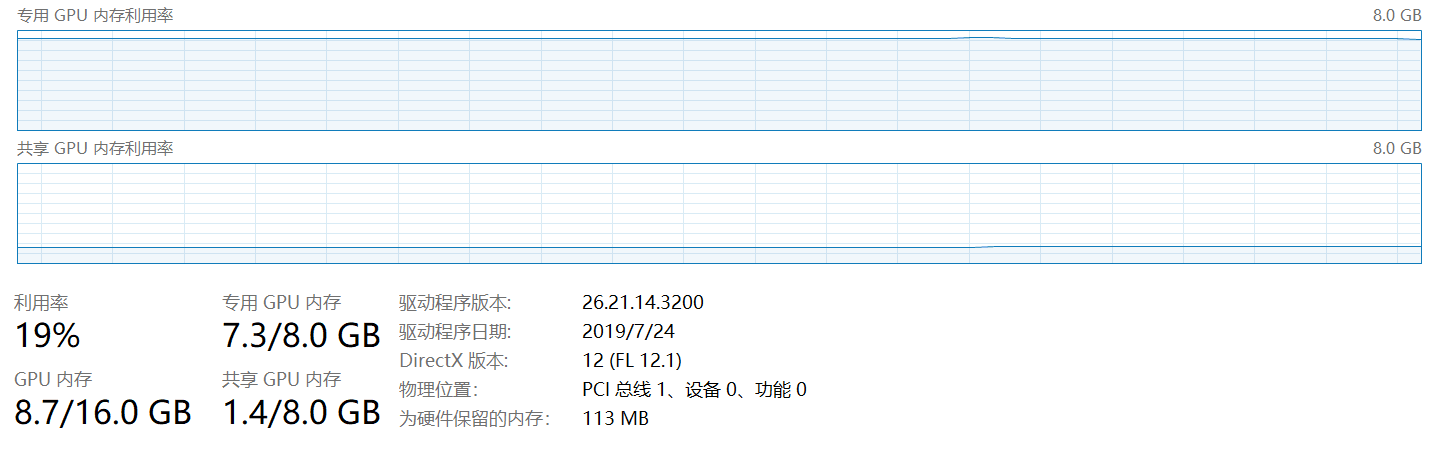 专用 GPU 内存利用率 8.0 GB
共享 GPU 内存利用率 8.0 GB
利用率 专用 GPU 内存 驱动程序版本: 26.21.14.3200
19% 7.3/8.0 GB 驱动程序日期: 2019/7/24
DirectX 版本: 12 (FL 12.1)
GPU 内存 共享 GPU 内存 物理位置: PCI 总线 1、设备 0、功能 0
8.7/16.0 GB 1.4/8.0 GB 为硬件保留的内存: 113 MB